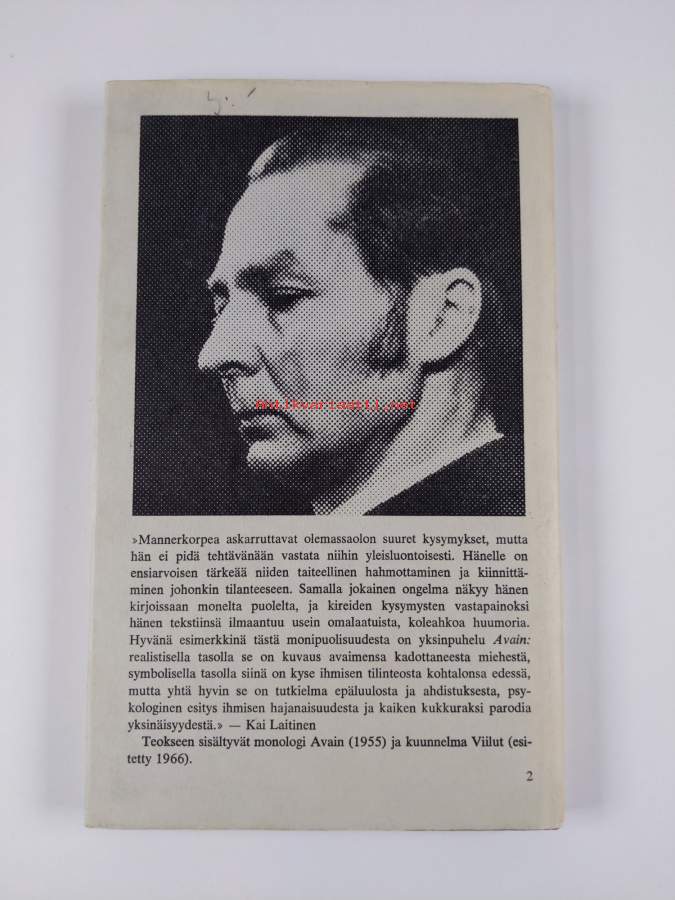 Antikvariaatti.net
»Mannerkorpea askarruttavat olemassaolon suuret kysymykset, mutta
hän ei pidä tehtävänään vastata niihin yleisluontoisesti. Hänelle on
ensiarvoisen tärkeää niiden taiteellinen hahmottaminen ja kiinnittä-
minen johonkin tilanteeseen. Samalla jokainen ongelma näkyy hänen
kirjoissaan monelta puolelta, ja kireiden kysymysten vastapainoksi
hänen tekstiinsä ilmaantuu usein omalaatuista, koleahkoa huumoria.
Hyvänä esimerkkinä tästä monipuolisuudesta on yksinpuhelu Avain:
realistisella tasolla se on kuvaus avaimensa kadottaneesta miehestä,
symbolisella tasolla siinä on kyse ihmisen tilinteosta kohtalonsa edessä,
mutta yhtä hyvin se on tutkielma epäluulosta ja ahdistuksesta, psy-
kologinen esitys ihmisen hajanaisuudesta ja kaiken kukkuraksi parodia
yksinäisyydestä.» — Kai Laitinen
Teokseen sisältyvät monologi Avain (1955) ja kuunnelma Viilut (esi-
tetty 1966).
2